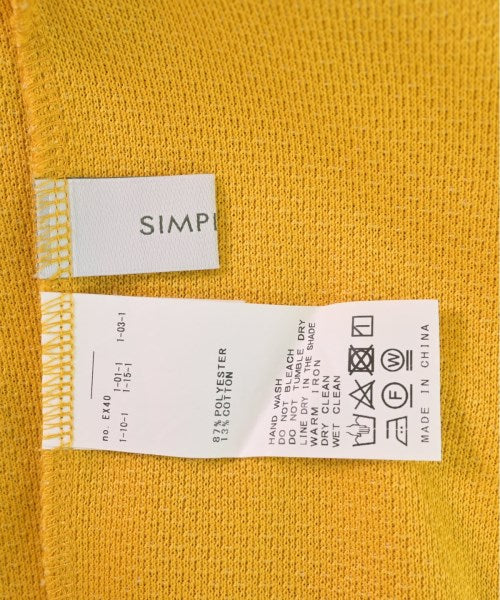 SIMPI
no. EX40
1-01-1 1-03-1
1-10-1 1-15-1
87% POLYESTER
13% COTTON
HAND WASH
DO NOT BLEACH
DO NOT TUMBLE DRY
LINE DRY IN THE SHADE
WARM IRON
DRY CLEAN
WET CLEAN
F W
MADE IN CHINA